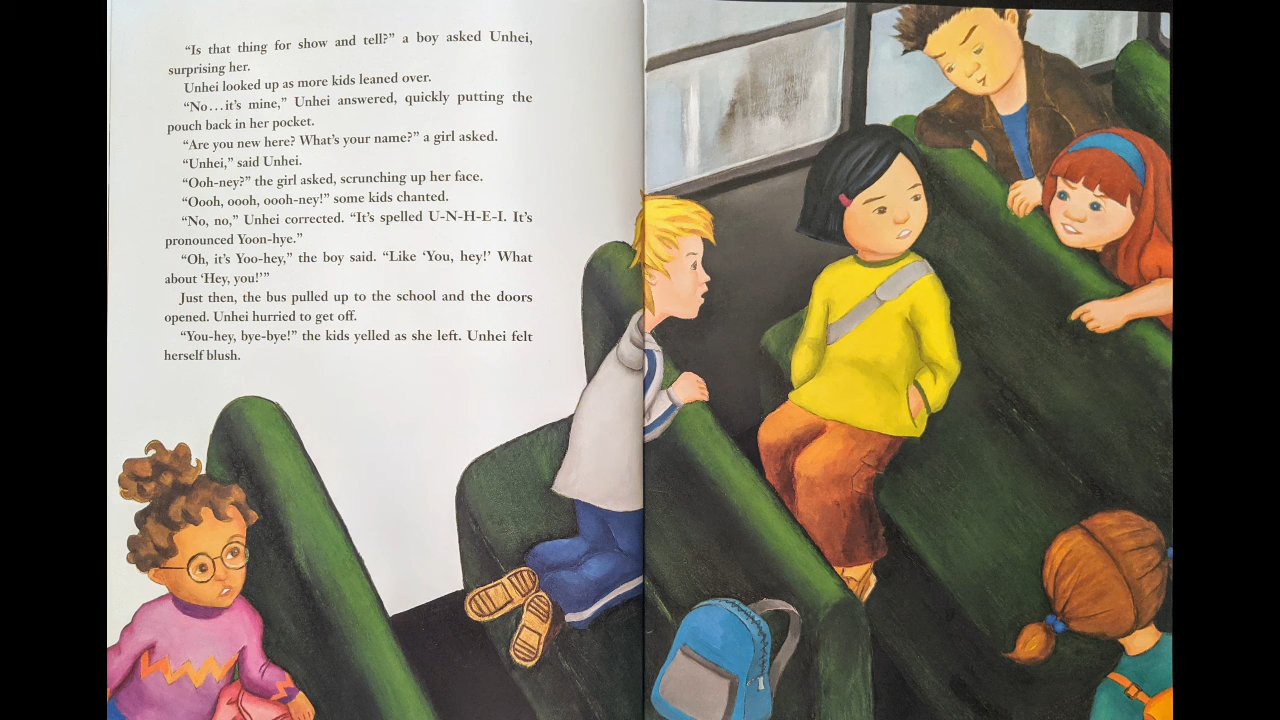 “Is that thing for show and tell?” a boy asked Unhei,
surprising her.
Unhei looked up as more kids leaned over.
“No...it’s mine,” Unhei answered, quickly putting the
pouch back in her pocket.
“Are you new here? What’s your name?” a girl asked.
“Unhei,” said Unhei.
“Ooh-ney?” the girl asked, scrunching up her face.
“Oooh, oooh, oooh-ney!” some kids chanted.
“No, no,” Unhei corrected. “It’s spelled U-N-H-E-I. It’s
pronounced Yoon-hye.”
“Oh, it’s Yoo-hey,” the boy said. “Like ‘You, hey!’ What
about ‘Hey, you!’”
Just then, the bus pulled up to the school and the doors
opened. Unhei hurried to get off.
“You-hey, bye-bye!” the kids yelled as she left. Unhei felt
herself blush.